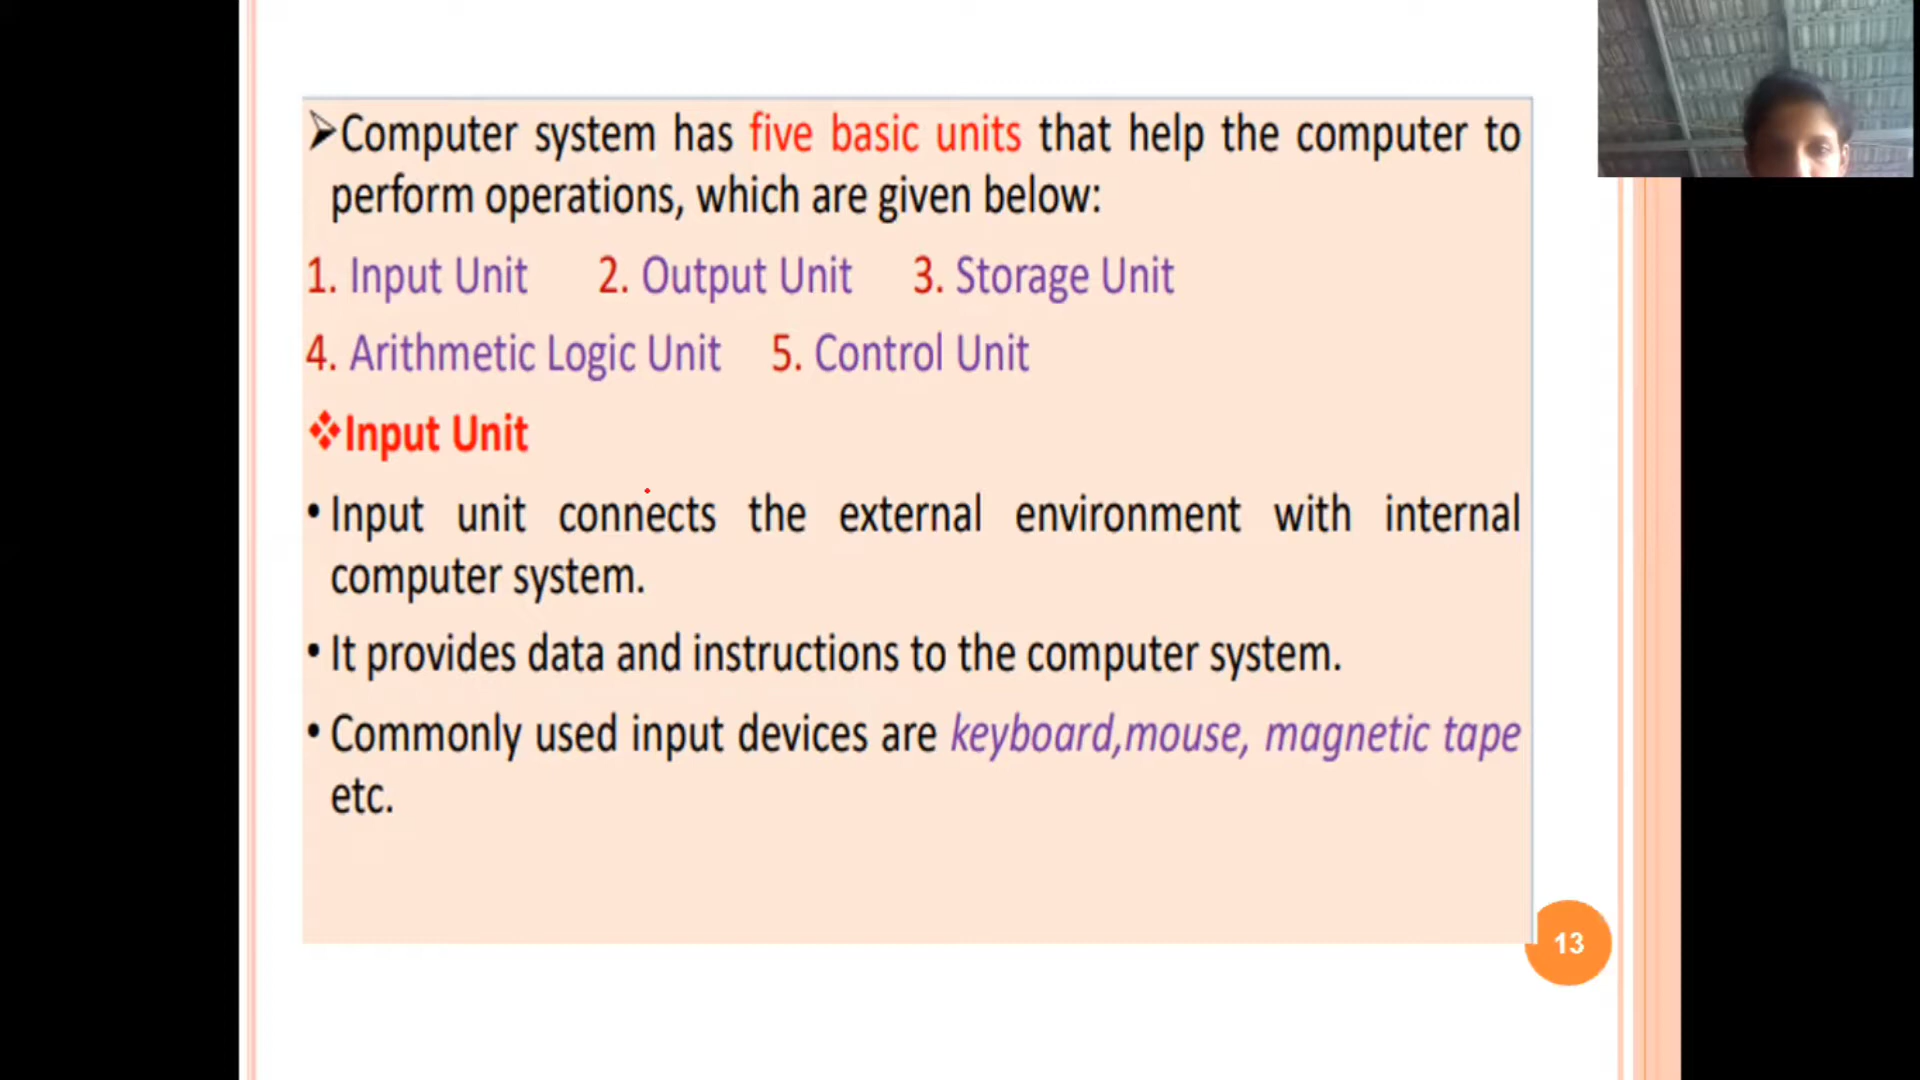 ➢Computer system has five basic units that help the computer to
perform operations, which are given below:
1. Input Unit 2. Output Unit 3. Storage Unit
4. Arithmetic Logic Unit 5. Control Unit
❖Input Unit
• Input unit connects the external environment with internal
computer system.
• It provides data and instructions to the computer system.
• Commonly used input devices are keyboard,mouse, magnetic tape
etc.
13